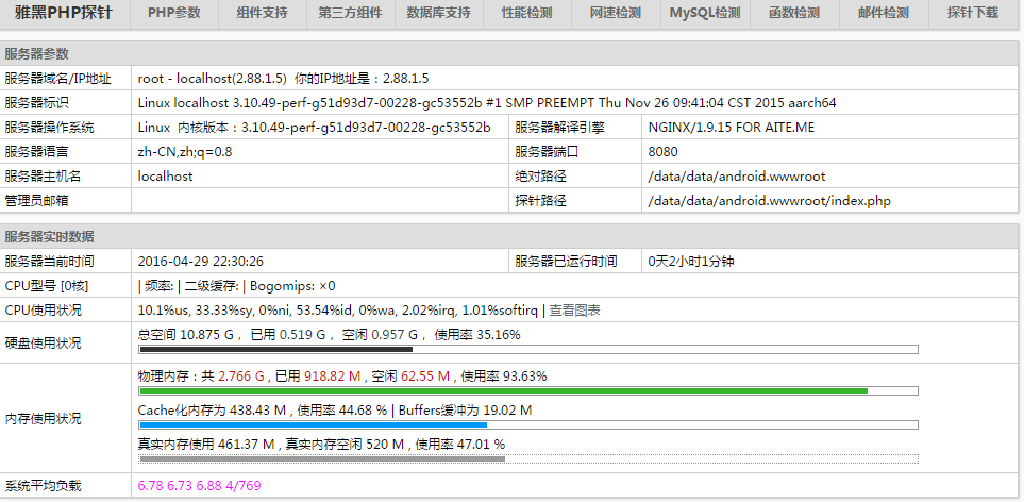 雅黑PHP探针 PHP参数 组件支持 第三方组件 数据库支持 性能检测 网速检测 MySQL检测 函数检测 邮件检测 探针下载
服务器参数
服务器域名/IP地址 root - localhost(2.88.1.5) 你的IP地址是：2.88.1.5
服务器标识 Linux localhost 3.10.49-perf-g51d93d7-00228-gc53552b #1 SMP PREEMPT Thu Nov 26 09:41:04 CST 2015 aarch64
服务器操作系统 Linux 内核版本：3.10.49-perf-g51d93d7-00228-gc53552b 服务器解译引擎 NGINX/1.9.15 FOR AITE.ME
服务器语言 zh-CN,zh;q=0.8 服务器端口 8080
服务器主机名 localhost 绝对路径 /data/data/android.wwwroot
管理员邮箱 探针路径 /data/data/android.wwwroot/index.php
服务器实时数据
服务器当前时间 2016-04-29 22:30:26 服务器已运行时间 0天2小时1分钟
CPU型号 [0核] | 频率: | 二级缓存: | Bogomips: ×0
CPU使用状况 10.1%us, 33.33%sy, 0%ni, 53.54%id, 0%wa, 2.02%irq, 1.01%softirq | 查看图表
硬盘使用状况 总空间 10.875 G， 已用 0.519 G， 空闲 0.957 G， 使用率 35.16%
内存使用状况 物理内存：共 2.766 G , 已用 918.82 M , 空闲 62.55 M , 使用率 93.63%
Cache化内存为 438.43 M , 使用率 44.68 % | Buffers缓冲为 19.02 M
真实内存使用 461.37 M , 真实内存空闲 520 M , 使用率 47.01 %
系统平均负载 6.78 6.73 6.88 4/769